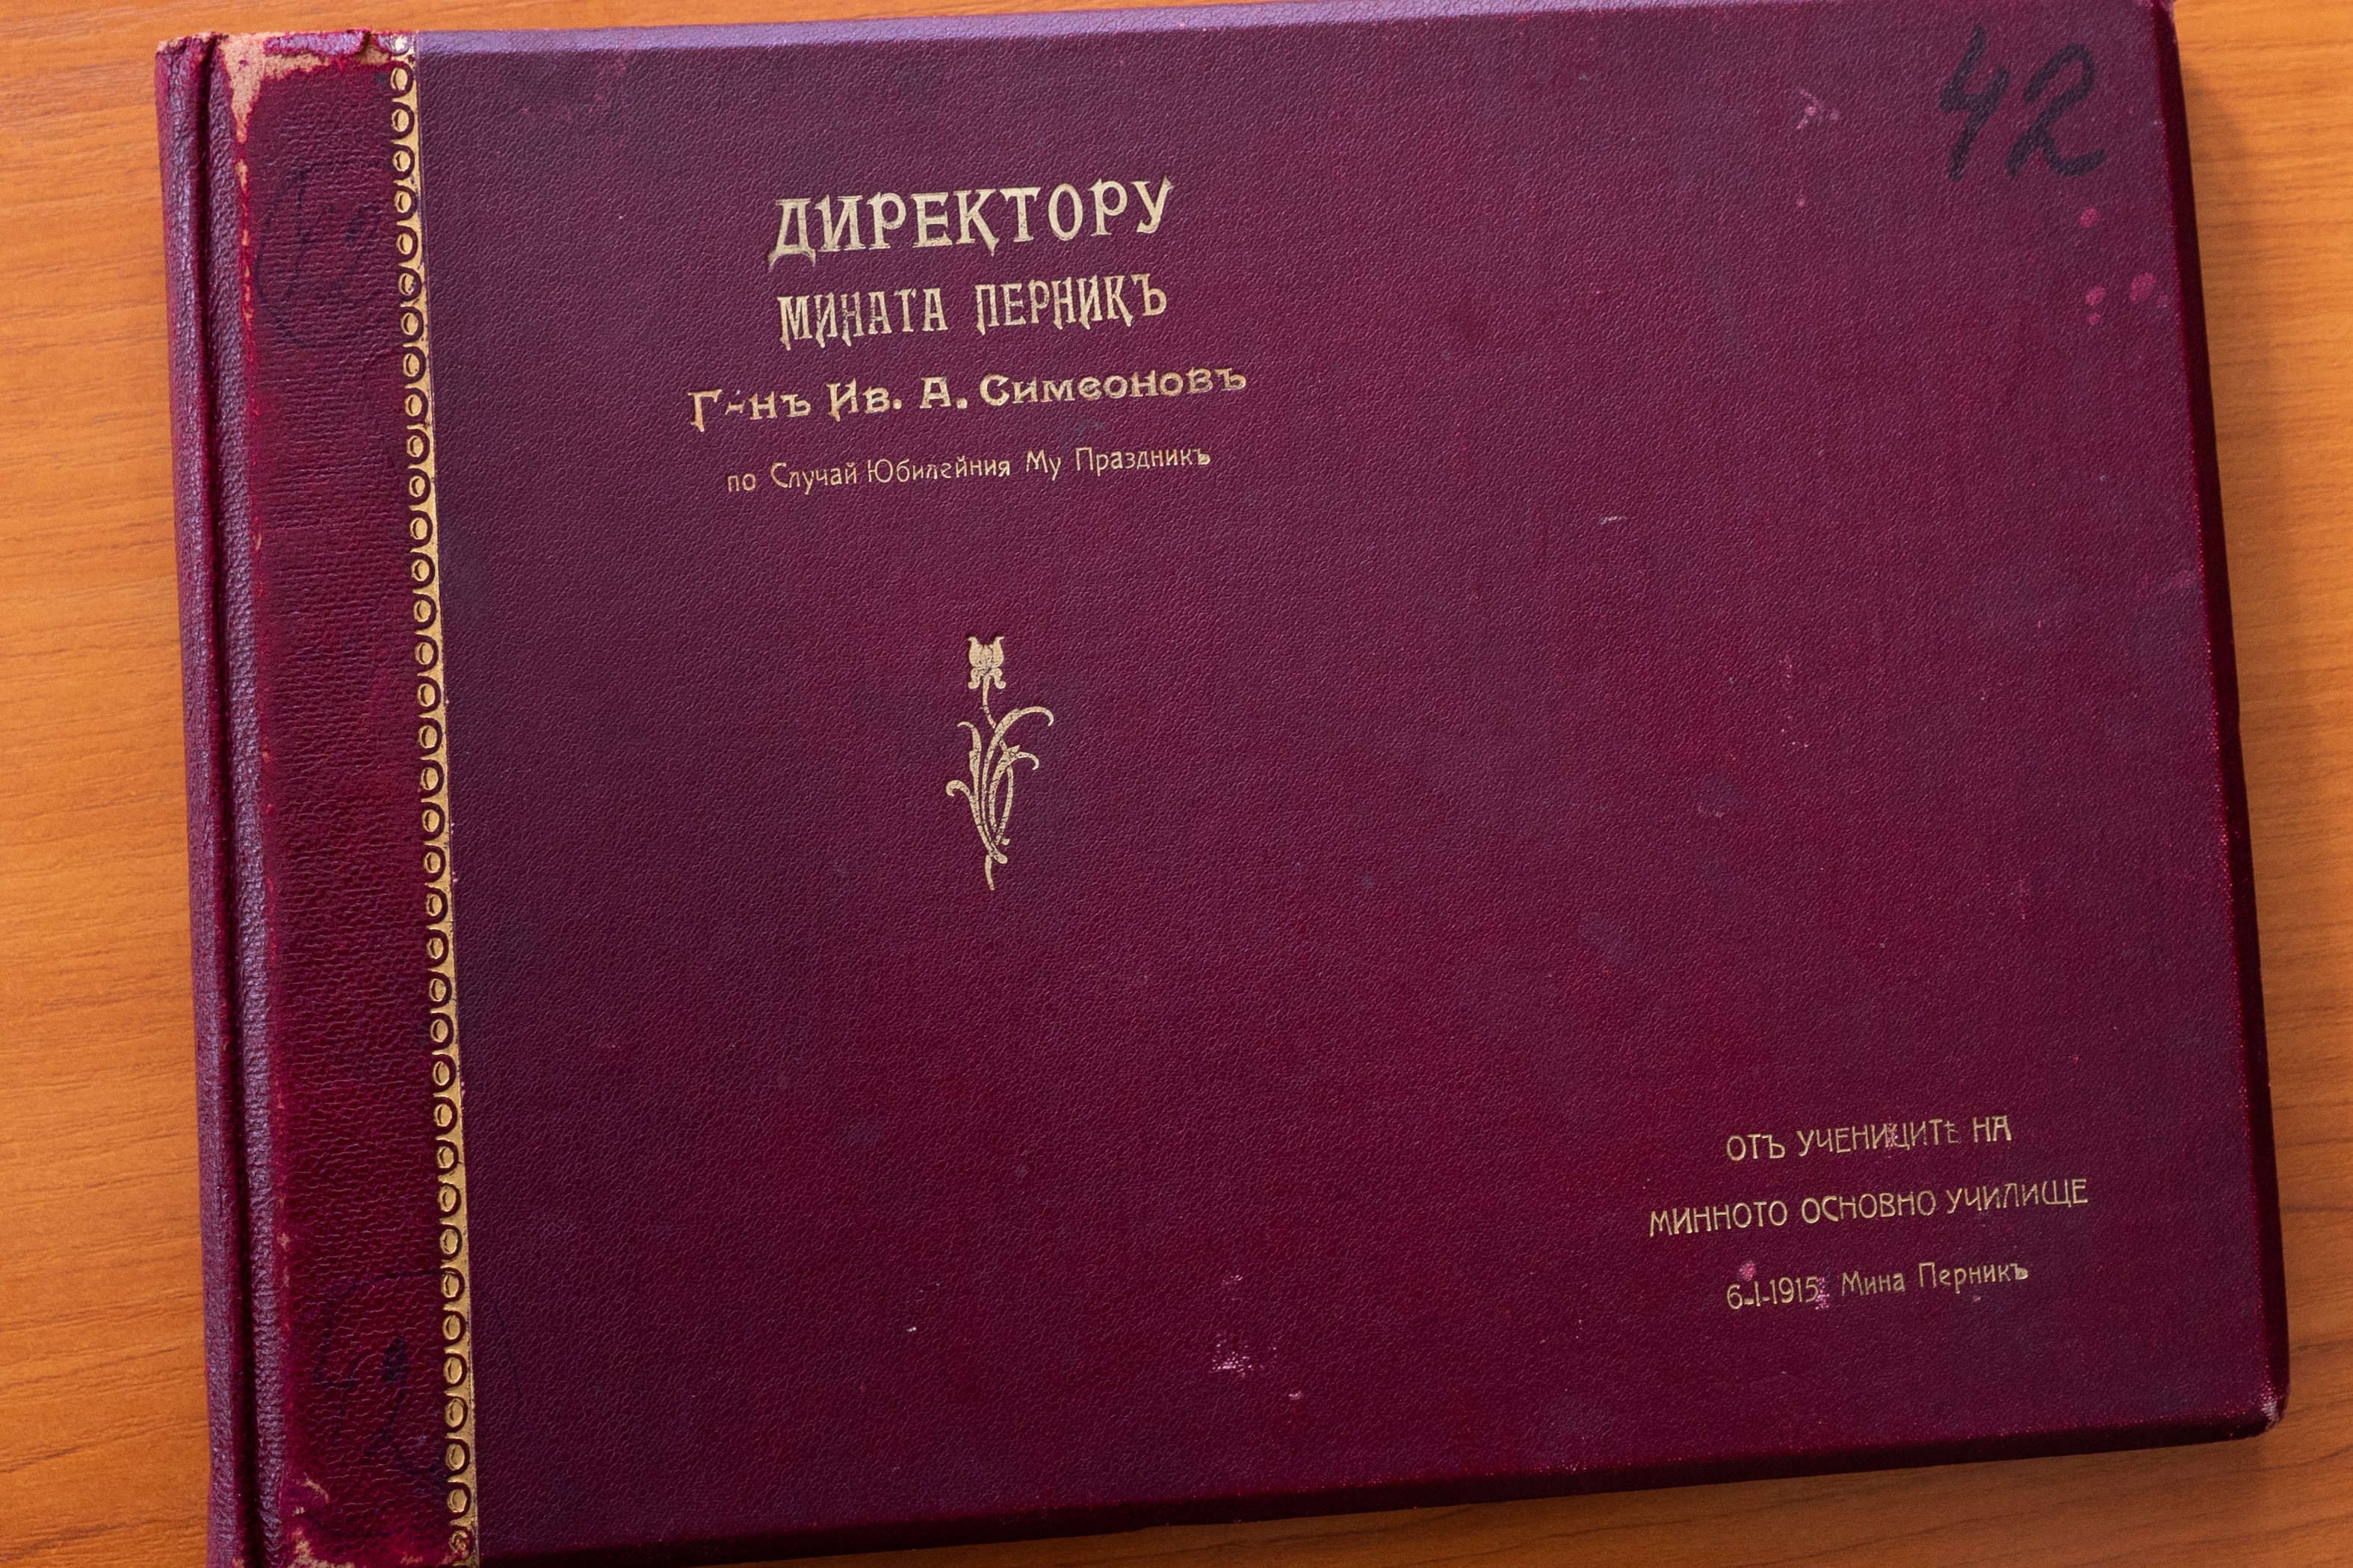 42
ДИРЕКТОРУ
МИНАТА ПЕРНИКЪ
Г-нъ Ив. А. Симеоновъ
по Случай Юбилейния Му Праздникъ
ОТЪ УЧЕНИЦИТѢ НА
МИННОТО ОСНОВНО УЧИЛИЩЕ
6-I-1915 Мина Перникъ
42